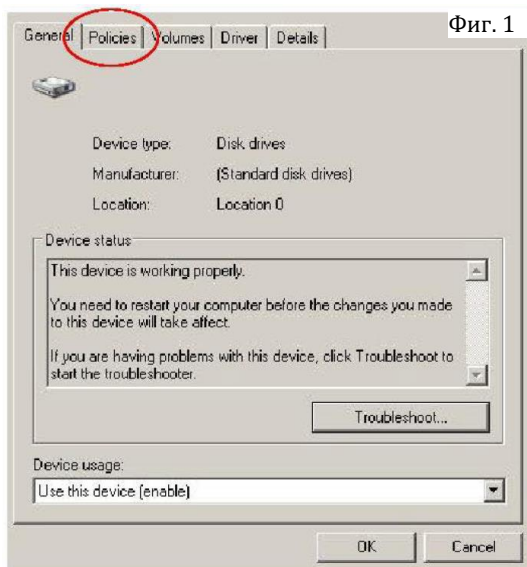 Фиг. 1
General Policies Volumes Driver Details
Device type: Disk drives
Manufacturer: (Standard disk drives)
Location: Location 0
Device status
This device is working properly.
You need to restart your computer before the changes you made
to this device will take affect.
If you are having problems with this device, click Troubleshoot to
start the troubleshooter.
Troubleshoot...
Device usage:
Use this device (enable)
OK Cancel